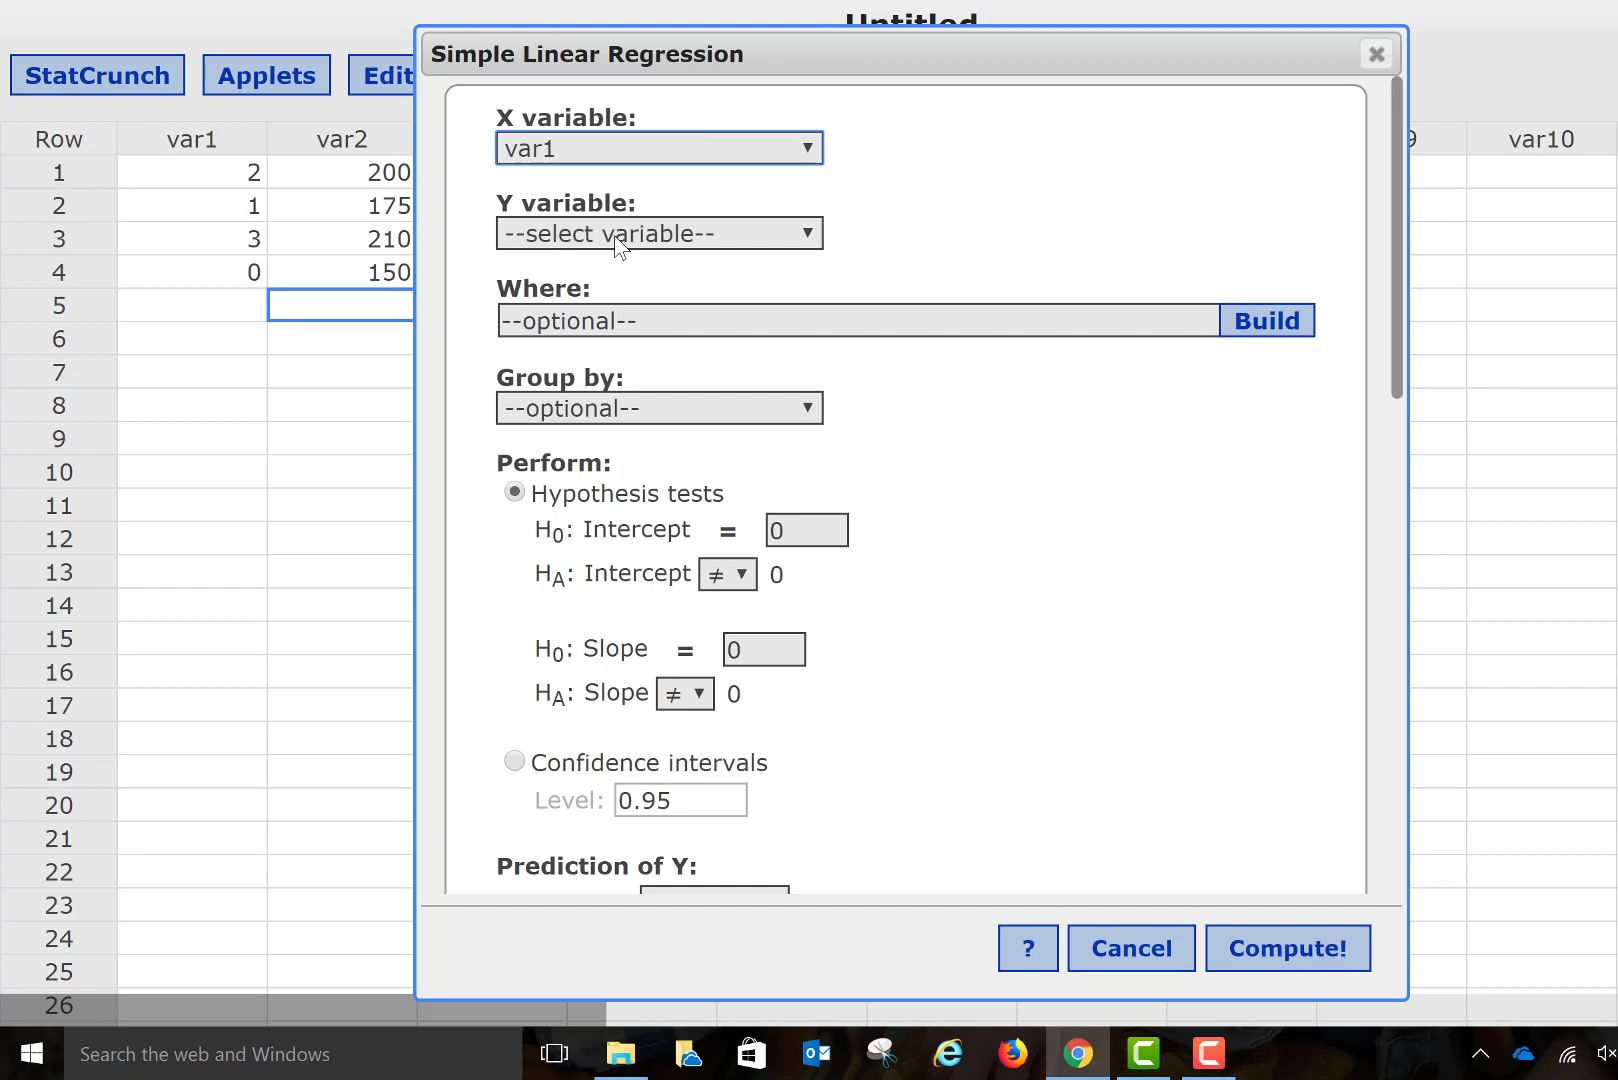 Untitled
StatCrunch Applets Edit
Simple Linear Regression
Row var1 var2 9 var10
1 2 200
2 1 175
3 3 210
4 0 150
5
6
7
8
9
10
11
12
13
14
15
16
17
18
19
20
21
22
23
24
25
26
X variable:
var1
Y variable:
--select variable--
Where:
--optional-- Build
Group by:
--optional--
Perform:
Hypothesis tests
H0: Intercept = 0
HA: Intercept ≠ 0
H0: Slope = 0
HA: Slope ≠ 0
Confidence intervals
Level: 0.95
Prediction of Y:
? Cancel Compute!
Search the web and Windows